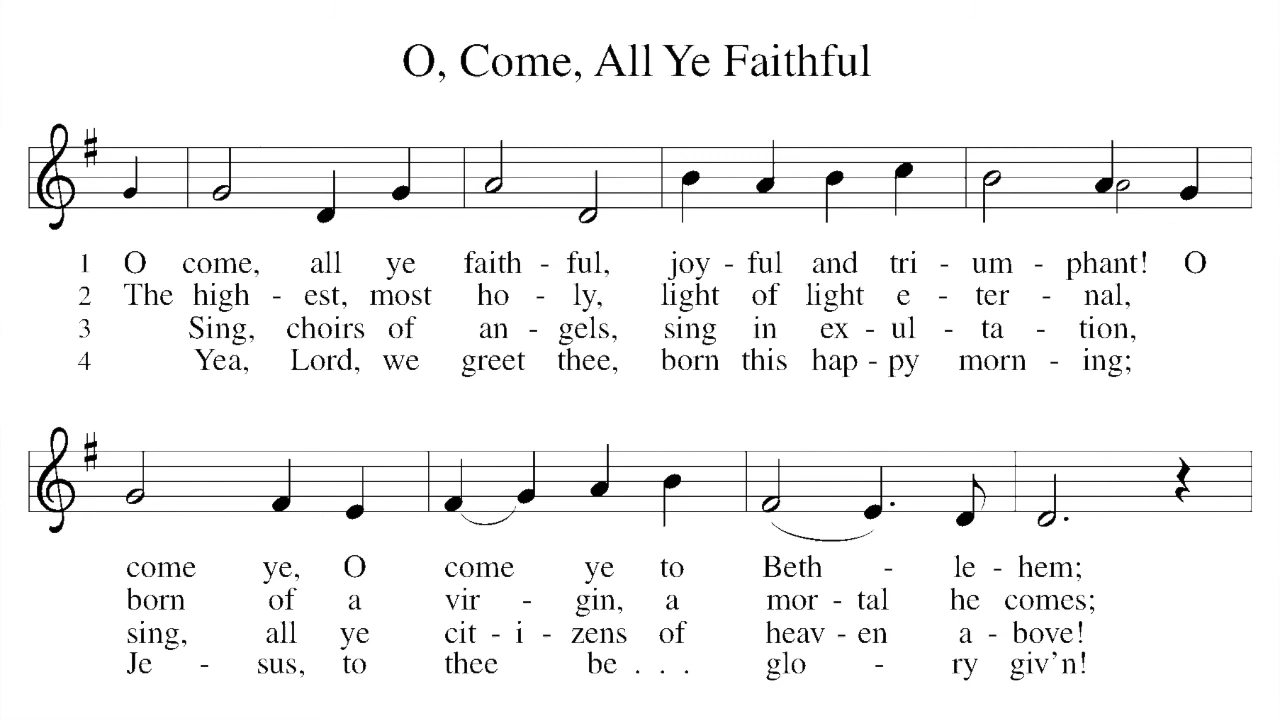 O, Come, All Ye Faithful
1 O come, all ye faith - ful, joy - ful and tri - um - phant! O
2 The high - est, most ho - ly, light of light e - ter - nal,
3 Sing, choirs of an - gels, sing in ex - ul - ta - tion,
4 Yea, Lord, we greet thee, born this hap - py morn - ing;
come ye, O come ye to Beth - le - hem;
born of a vir - gin, a mor - tal he comes;
sing, all ye cit - i - zens of heav - en a - bove!
Je - sus, to thee be . . . glo - ry giv'n!